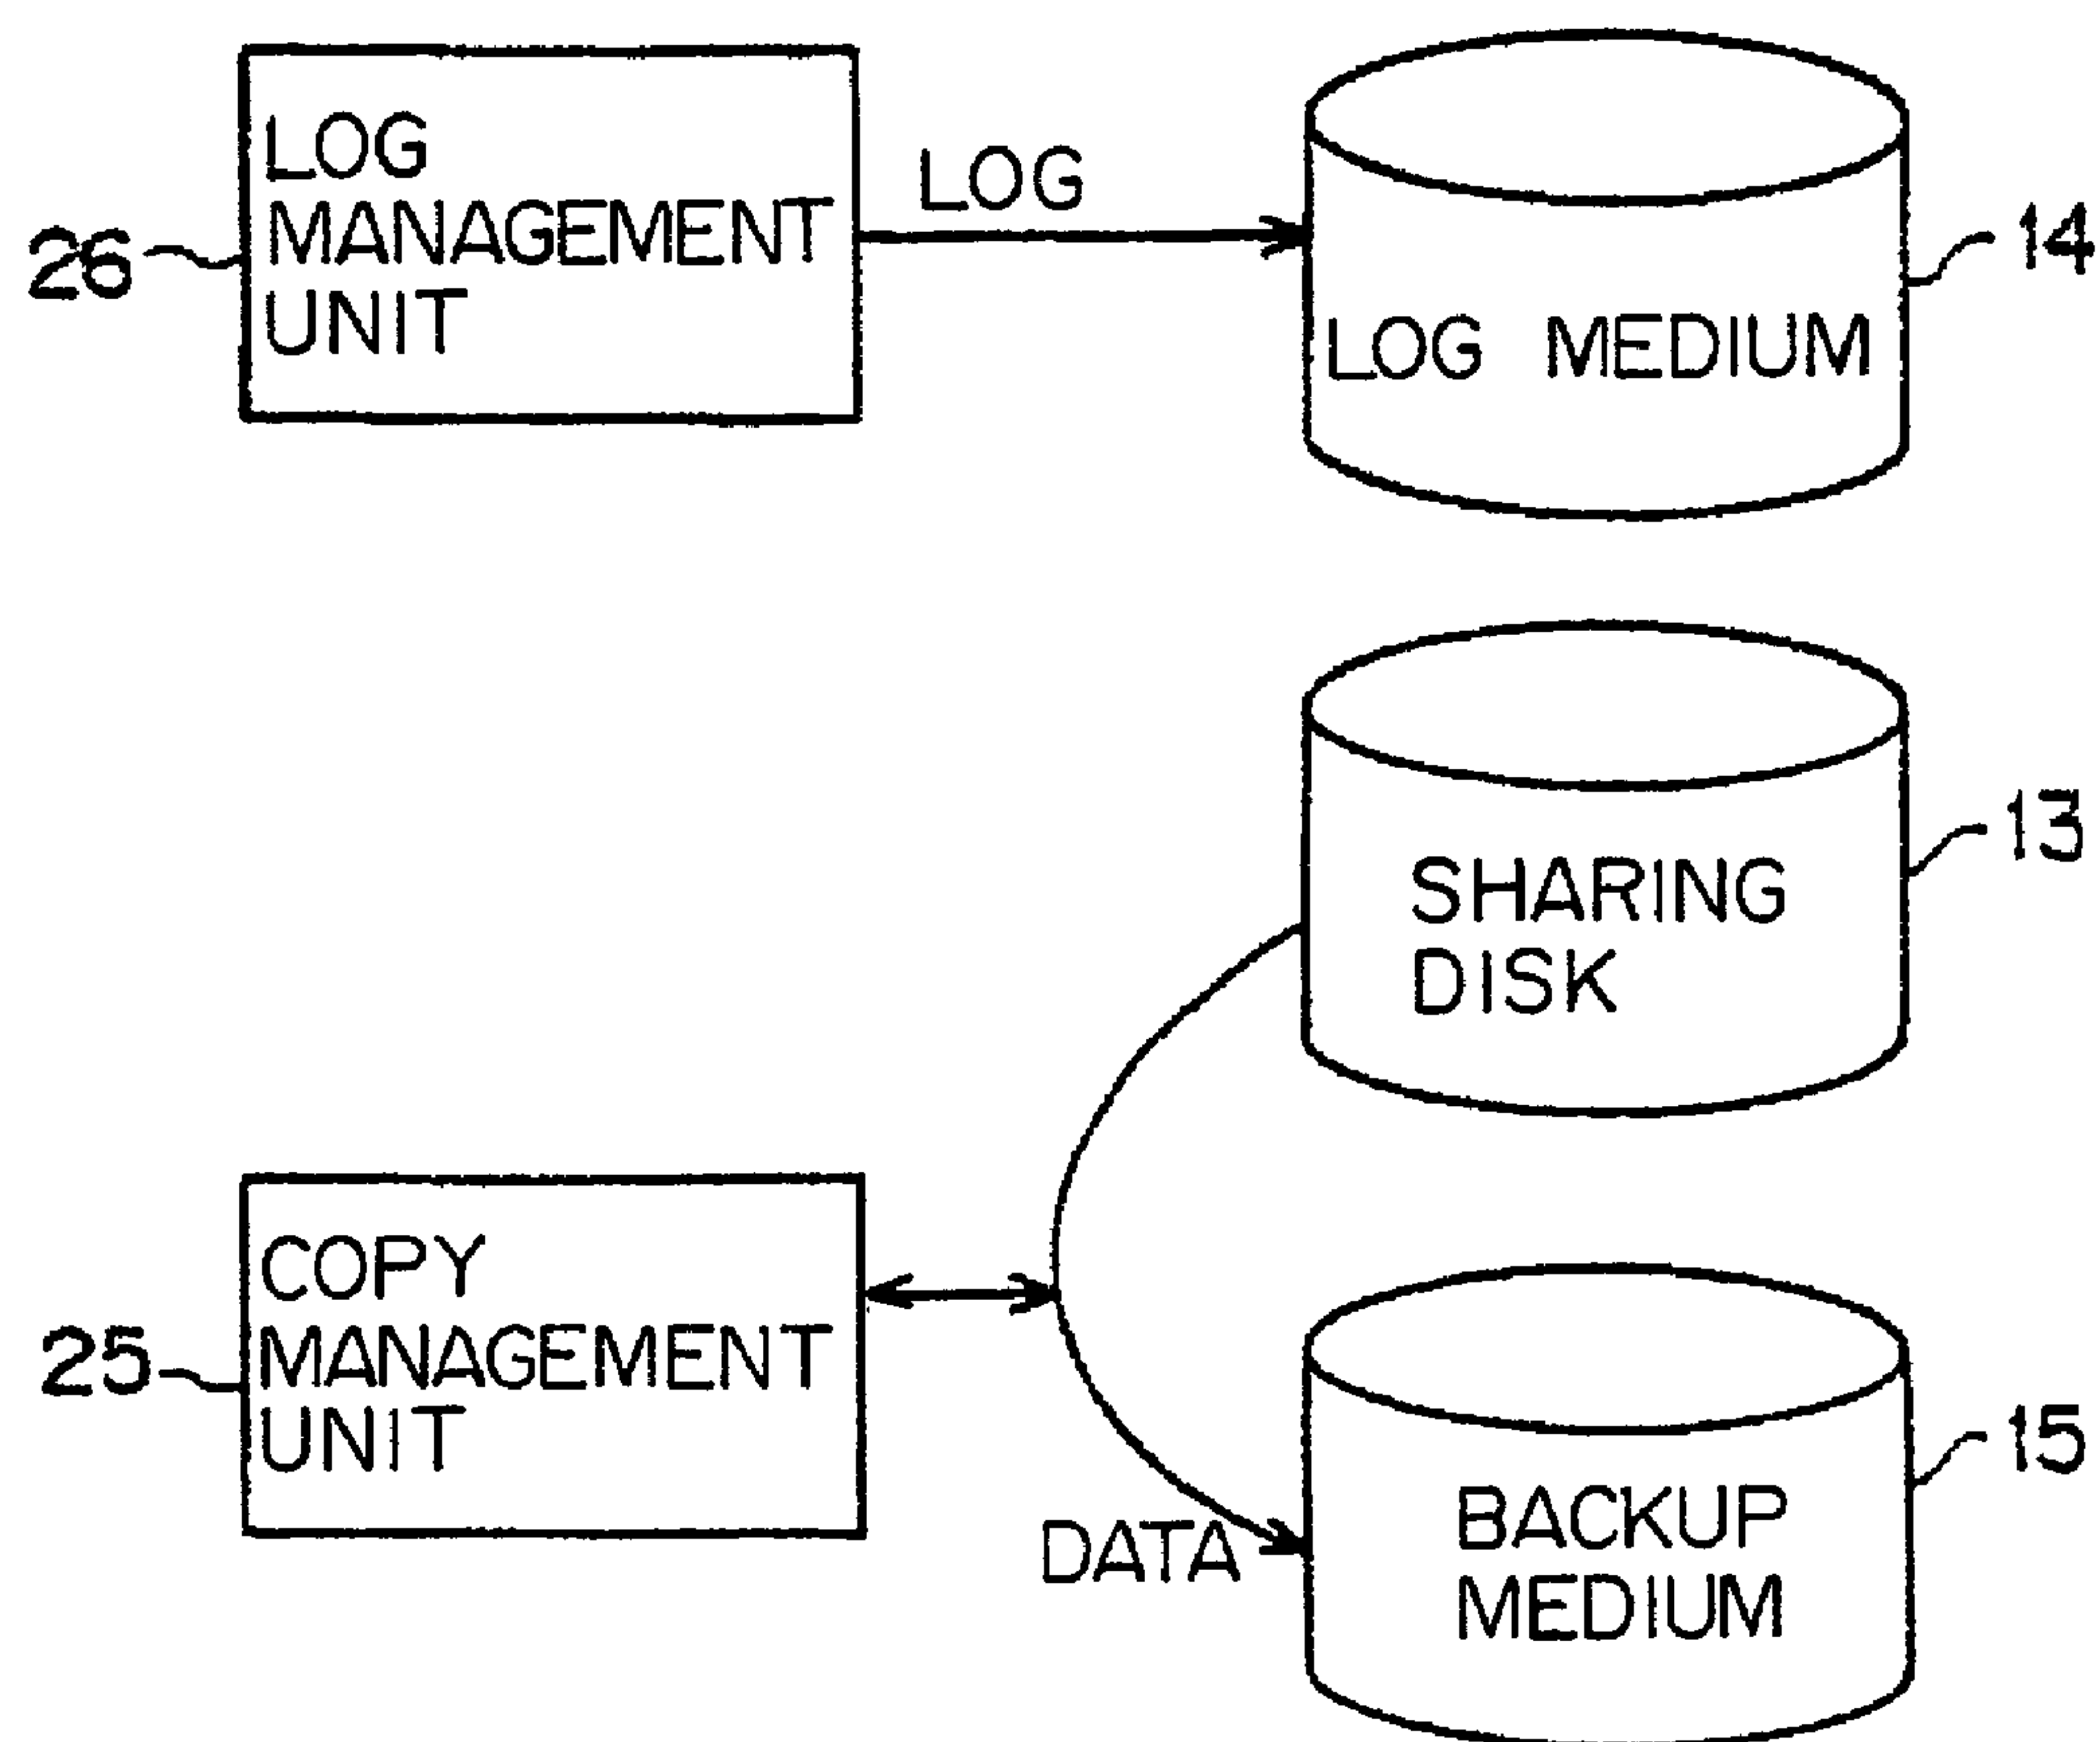 LOG
MANAGEMENT
UNIT
26
LOG
14
LOG MEDIUM
13
SHARING
DISK
COPY
MANAGEMENT
UNIT
25
DATA
15
BACKUP
MEDIUM